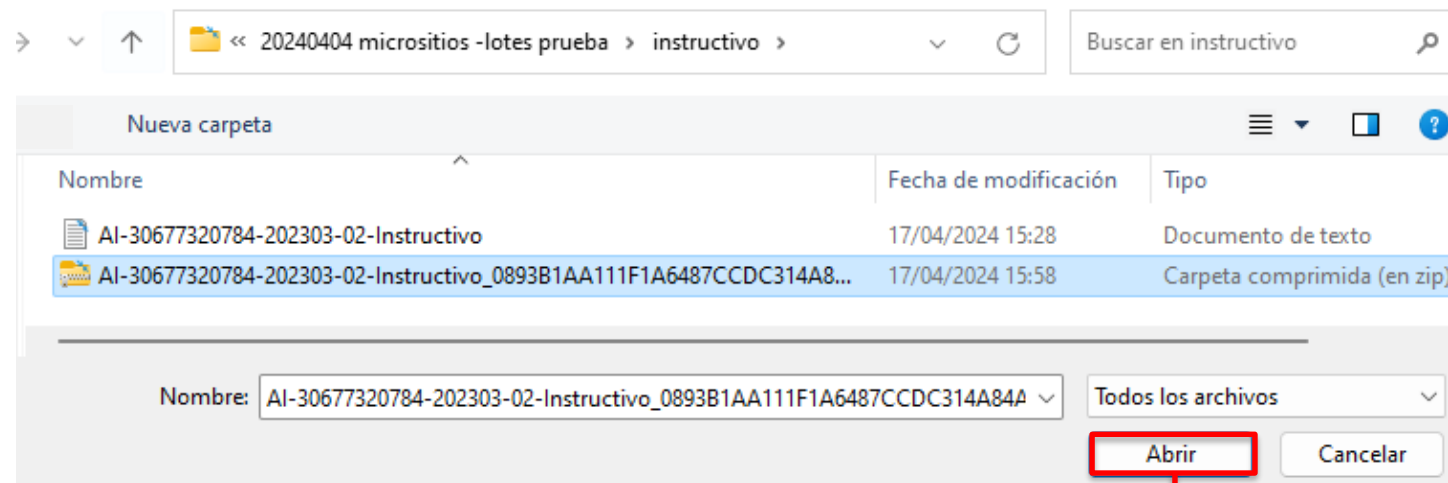 « 20240404 micrositios -lotes prueba > instructivo > Buscar en instructivo
Nueva carpeta
Nombre Fecha de modificación Tipo
AI-30677320784-202303-02-Instructivo 17/04/2024 15:28 Documento de texto
AI-30677320784-202303-02-Instructivo_0893B1AA111F1A6487CCDC314A8... 17/04/2024 15:58 Carpeta comprimida (en zip)
Nombre: AI-30677320784-202303-02-Instructivo_0893B1AA111F1A6487CCDC314A84A Todos los archivos
Abrir Cancelar